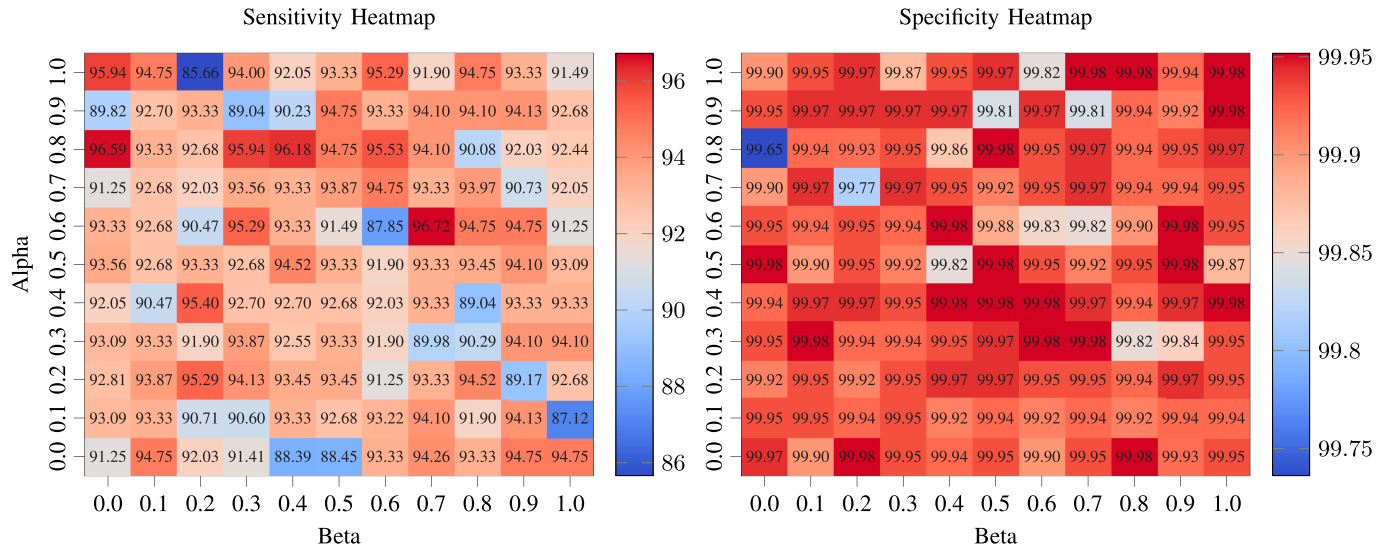 Sensitivity Heatmap
Specificity Heatmap
1.0 95.94 94.75 85.66 94.00 92.05 93.33 95.29 91.90 94.75 93.33 91.49
0.9 89.82 92.70 93.33 89.04 90.23 94.75 93.33 94.10 94.10 94.13 92.68
0.8 96.59 93.33 92.68 95.94 96.18 94.75 95.53 94.10 90.08 92.03 92.44
0.7 91.25 92.68 92.03 93.56 93.33 93.87 94.75 93.33 93.97 90.73 92.05
0.6 93.33 92.68 90.47 95.29 93.33 91.49 87.85 96.72 94.75 94.75 91.25
0.5 93.56 92.68 93.33 92.68 94.52 93.33 91.90 93.33 93.45 94.10 93.09
0.4 92.05 90.47 95.40 92.70 92.70 92.68 92.03 93.33 89.04 93.33 93.33
0.3 93.09 93.33 91.90 93.87 92.55 93.33 91.90 89.98 90.29 94.10 94.10
0.2 92.81 93.87 95.29 94.13 93.45 93.45 91.25 93.33 94.52 89.17 92.68
0.1 93.09 93.33 90.71 90.60 93.33 92.68 93.22 94.10 91.90 94.13 87.12
0.0 91.25 94.75 92.03 91.41 88.39 88.45 93.33 94.26 93.33 94.75 94.75
0.0 0.1 0.2 0.3 0.4 0.5 0.6 0.7 0.8 0.9 1.0
Alpha
Beta
96
94
92
90
88
86
1.0 99.90 99.95 99.97 99.87 99.95 99.97 99.82 99.98 99.98 99.94 99.98
0.9 99.95 99.97 99.97 99.97 99.97 99.81 99.97 99.81 99.94 99.92 99.98
0.8 99.65 99.94 99.93 99.95 99.86 99.98 99.95 99.97 99.94 99.95 99.97
0.7 99.90 99.97 99.77 99.97 99.95 99.92 99.95 99.97 99.94 99.94 99.95
0.6 99.95 99.94 99.95 99.94 99.98 99.88 99.83 99.82 99.90 99.98 99.95
0.5 99.98 99.90 99.95 99.92 99.82 99.98 99.95 99.92 99.95 99.98 99.87
0.4 99.94 99.97 99.97 99.95 99.98 99.98 99.98 99.97 99.94 99.97 99.98
0.3 99.95 99.98 99.94 99.94 99.95 99.97 99.98 99.98 99.82 99.84 99.95
0.2 99.92 99.95 99.92 99.95 99.97 99.97 99.95 99.95 99.94 99.97 99.95
0.1 99.95 99.95 99.94 99.95 99.92 99.94 99.92 99.94 99.92 99.94 99.94
0.0 99.97 99.90 99.98 99.95 99.94 99.95 99.90 99.95 99.98 99.93 99.95
0.0 0.1 0.2 0.3 0.4 0.5 0.6 0.7 0.8 0.9 1.0
Beta
99.95
99.9
99.85
99.8
99.75